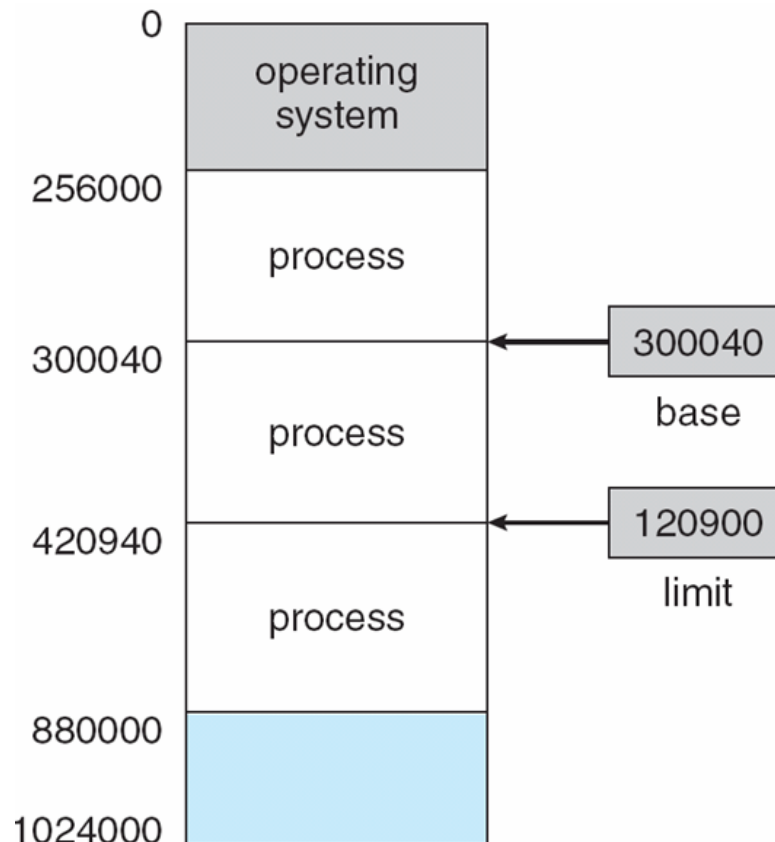 0
operating
system
256000
process
300040
300040
base
process
420940
120900
limit
process
880000
1024000